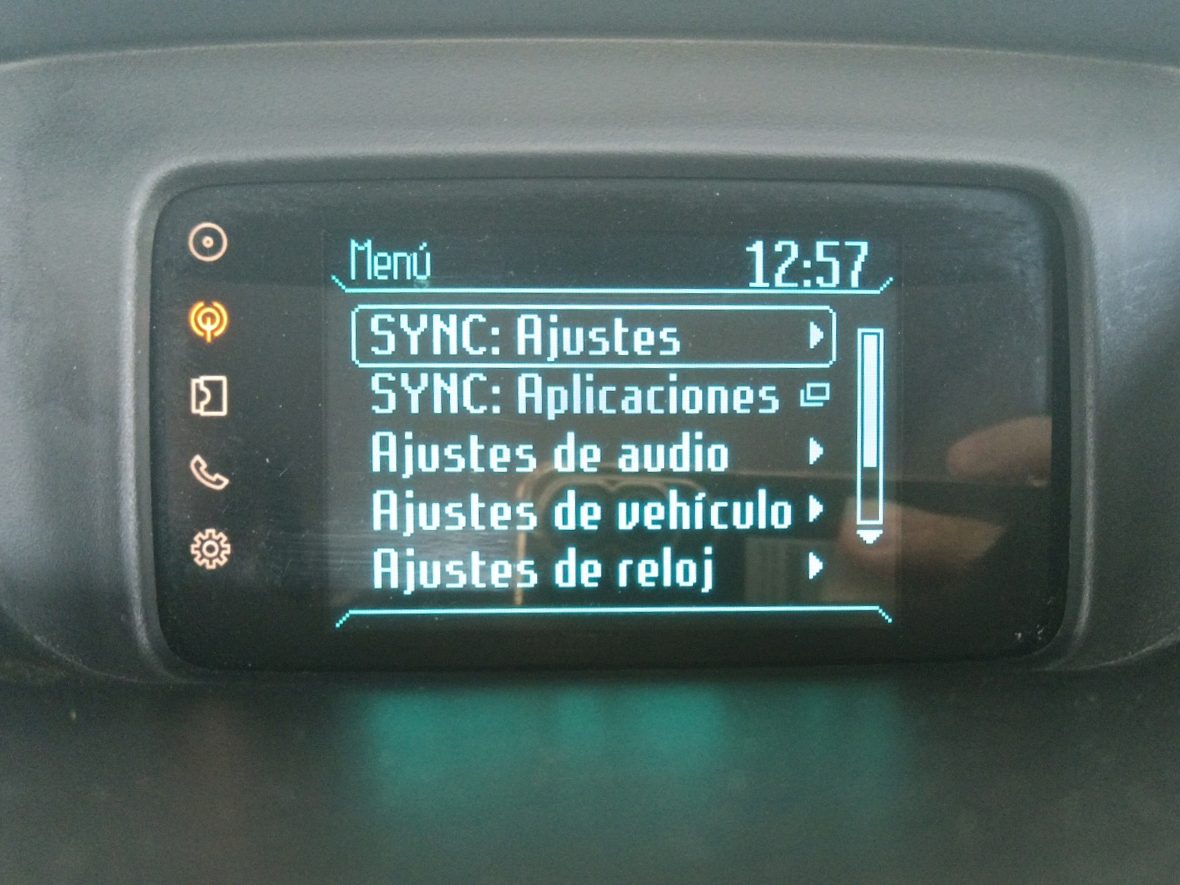 Menú
12:57
SYNC: Ajustes
SYNC: Aplicaciones
Ajustes de audio
Ajustes de vehículo
Ajustes de reloj